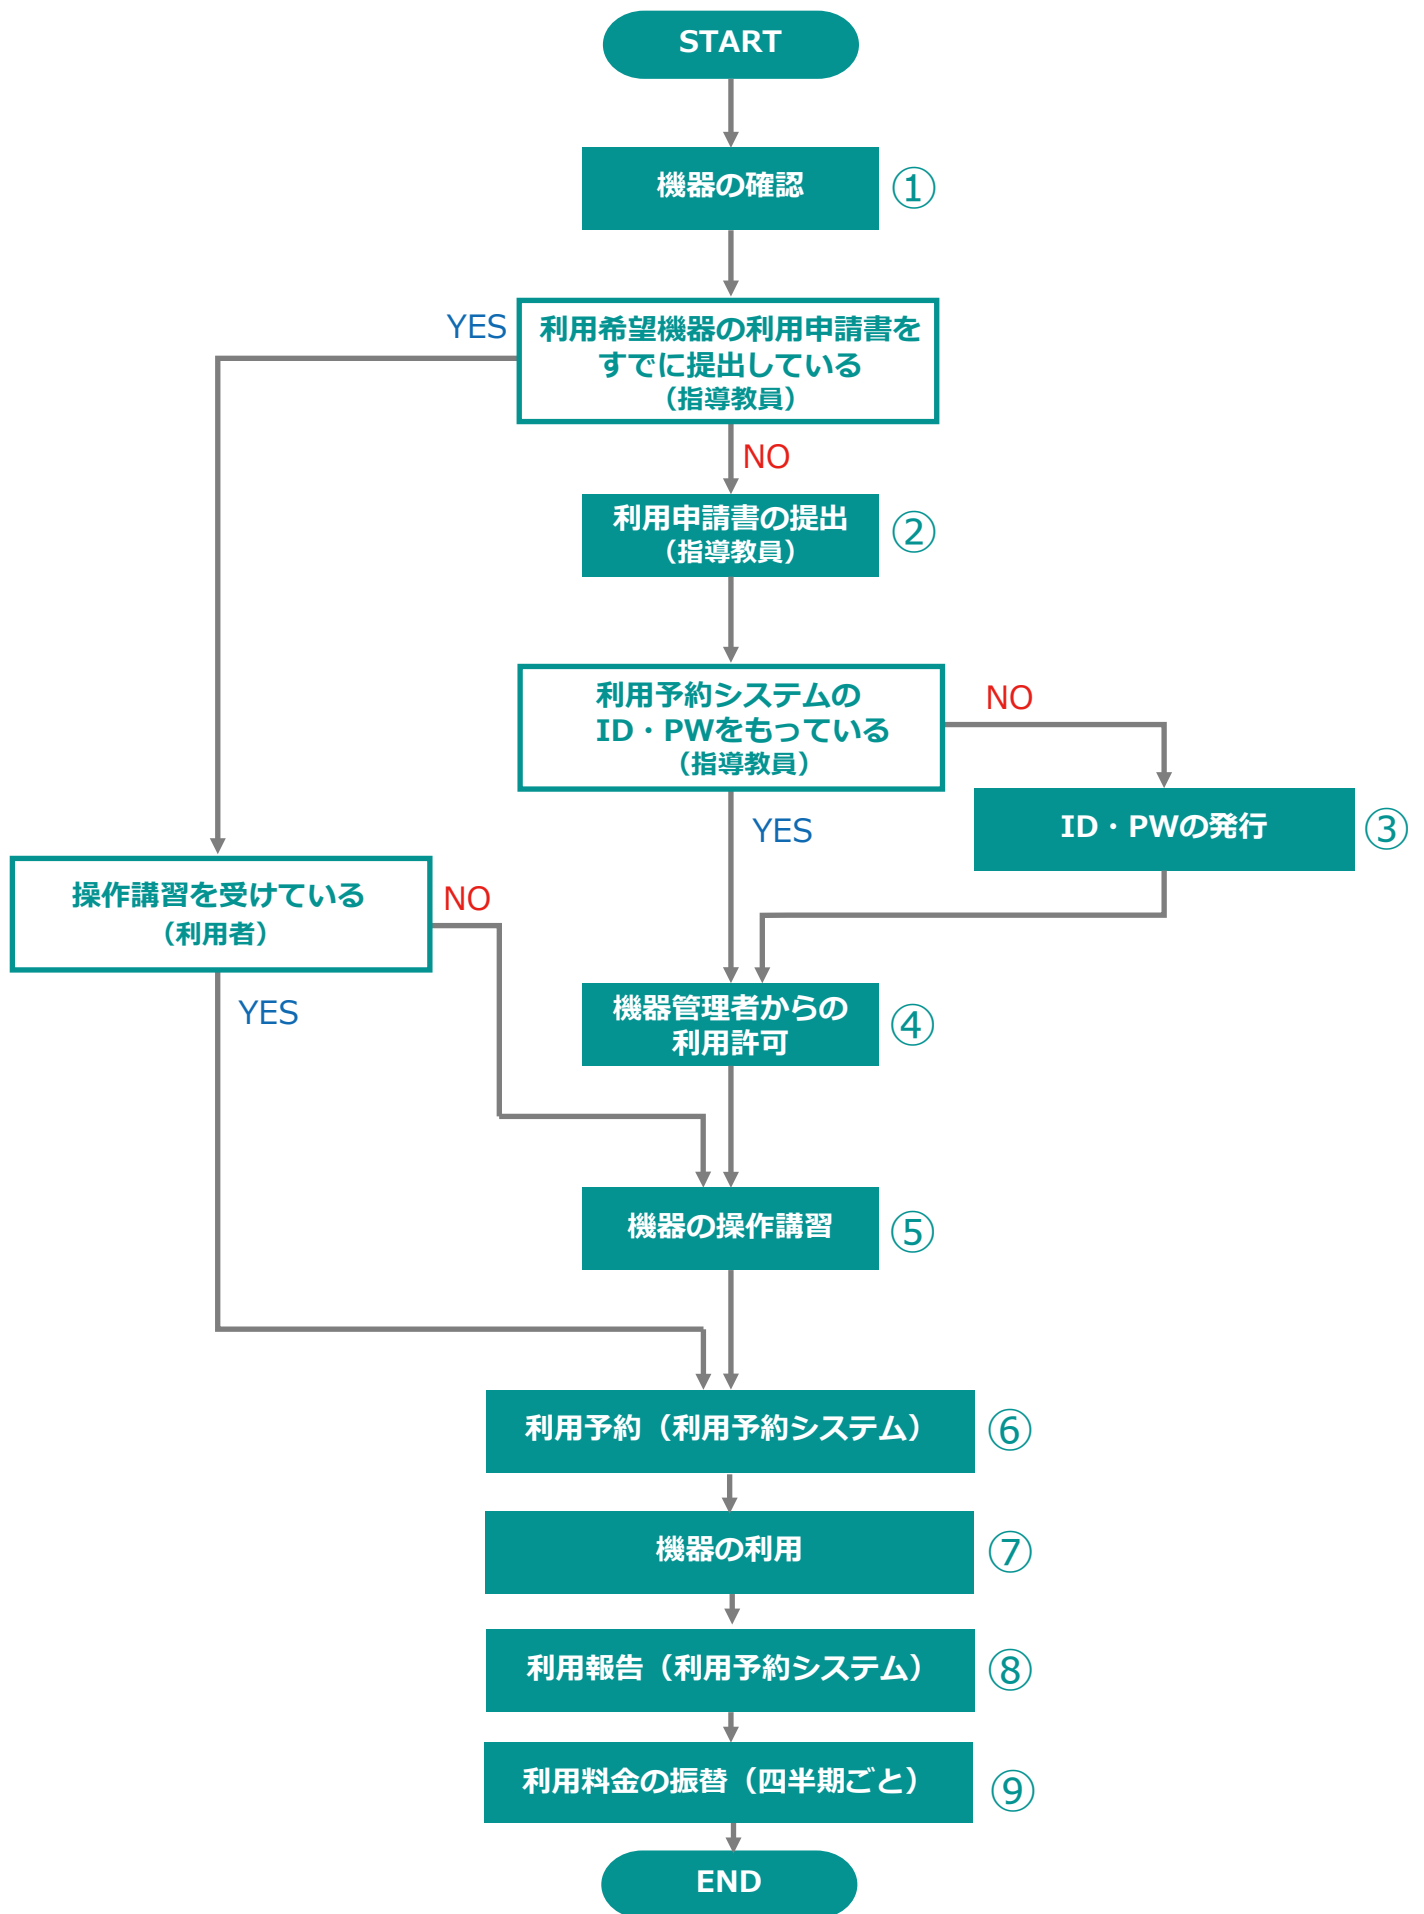 START
機器の確認
①
利用希望機器の利用申請書を
すでに提出している
（指導教員）
YES
NO
利用申請書の提出
（指導教員）
②
利用予約システムの
ID・PWをもっている
（指導教員）
NO
YES
ID・PWの発行
③
操作講習を受けている
（利用者）
NO
YES
機器管理者からの
利用許可
④
機器の操作講習
⑤
利用予約（利用予約システム）
⑥
機器の利用
⑦
利用報告（利用予約システム）
⑧
利用料金の振替（四半期ごと）
⑨
END